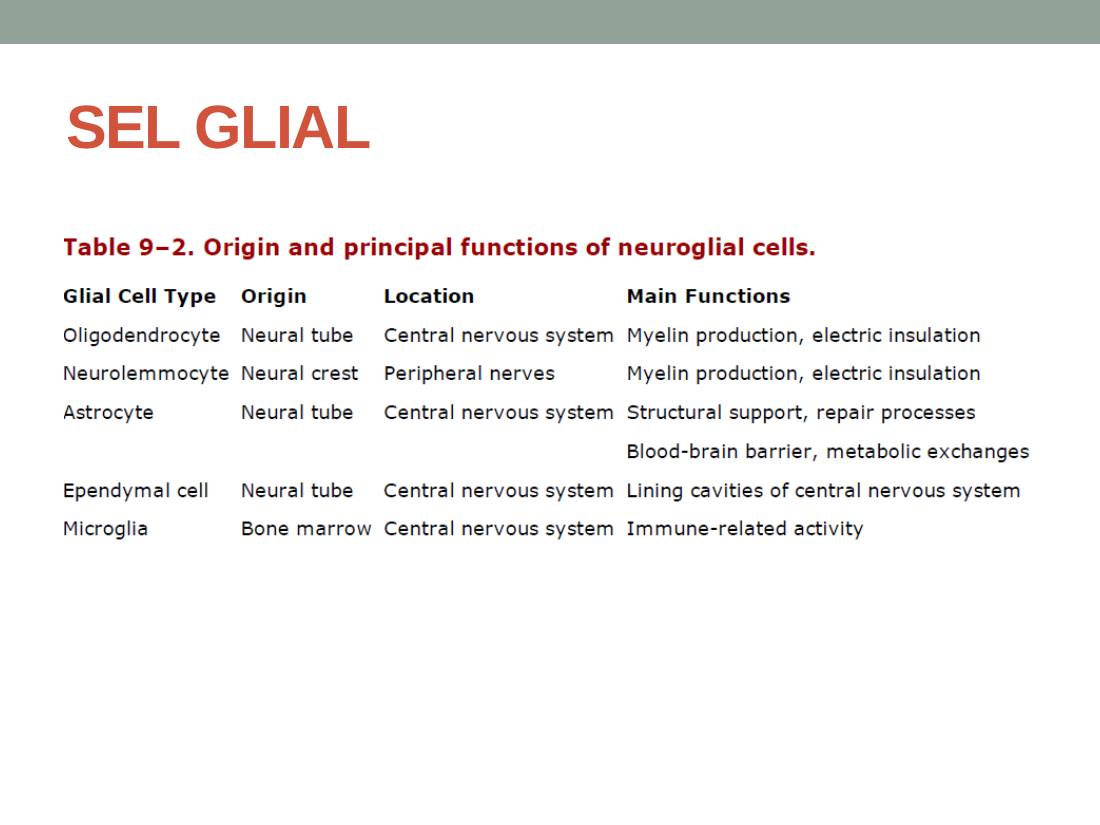 SEL GLIAL
Table 9–2. Origin and principal functions of neuroglial cells.
Glial Cell Type Origin Location Main Functions
Oligodendrocyte Neural tube Central nervous system Myelin production, electric insulation
Neurolemmocyte Neural crest Peripheral nerves Myelin production, electric insulation
Astrocyte Neural tube Central nervous system Structural support, repair processes
Blood-brain barrier, metabolic exchanges
Ependymal cell Neural tube Central nervous system Lining cavities of central nervous system
Microglia Bone marrow Central nervous system Immune-related activity